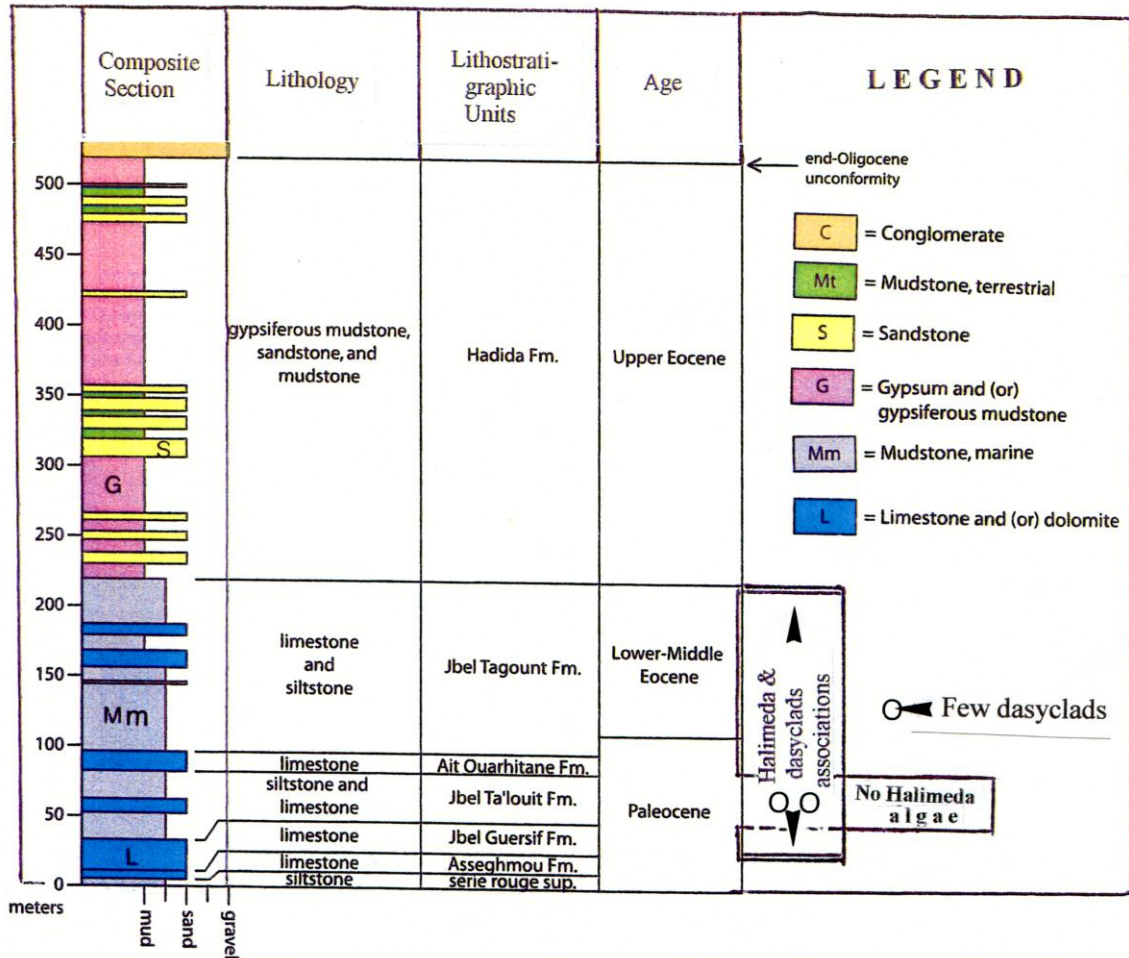 Composite
Section
Lithology
Lithostrati-
graphic
Units
Age
LEGEND
500
450
400
350
300
250
200
150
100
50
0
meters
mud
sand
gravel
S
G
Mm
L
gypsiferous mudstone,
sandstone, and
mudstone
limestone
and
siltstone
limestone
siltstone and
limestone
limestone
limestone
siltstone
Hadida Fm.
Jbel Tagount Fm.
Ait Ouarhitane Fm.
Jbel Ta'louit Fm.
Jbel Guersif Fm.
Asseghmou Fm.
série rouge sup.
Upper Eocene
Lower-Middle
Eocene
Paleocene
end-Oligocene
unconformity
C = Conglomerate
Mt = Mudstone, terrestrial
S = Sandstone
G = Gypsum and (or)
gypsiferous mudstone
Mm = Mudstone, marine
L = Limestone and (or) dolomite
Halimeda &
dasyclads
associations
Few dasyclads
No Halimeda
algae